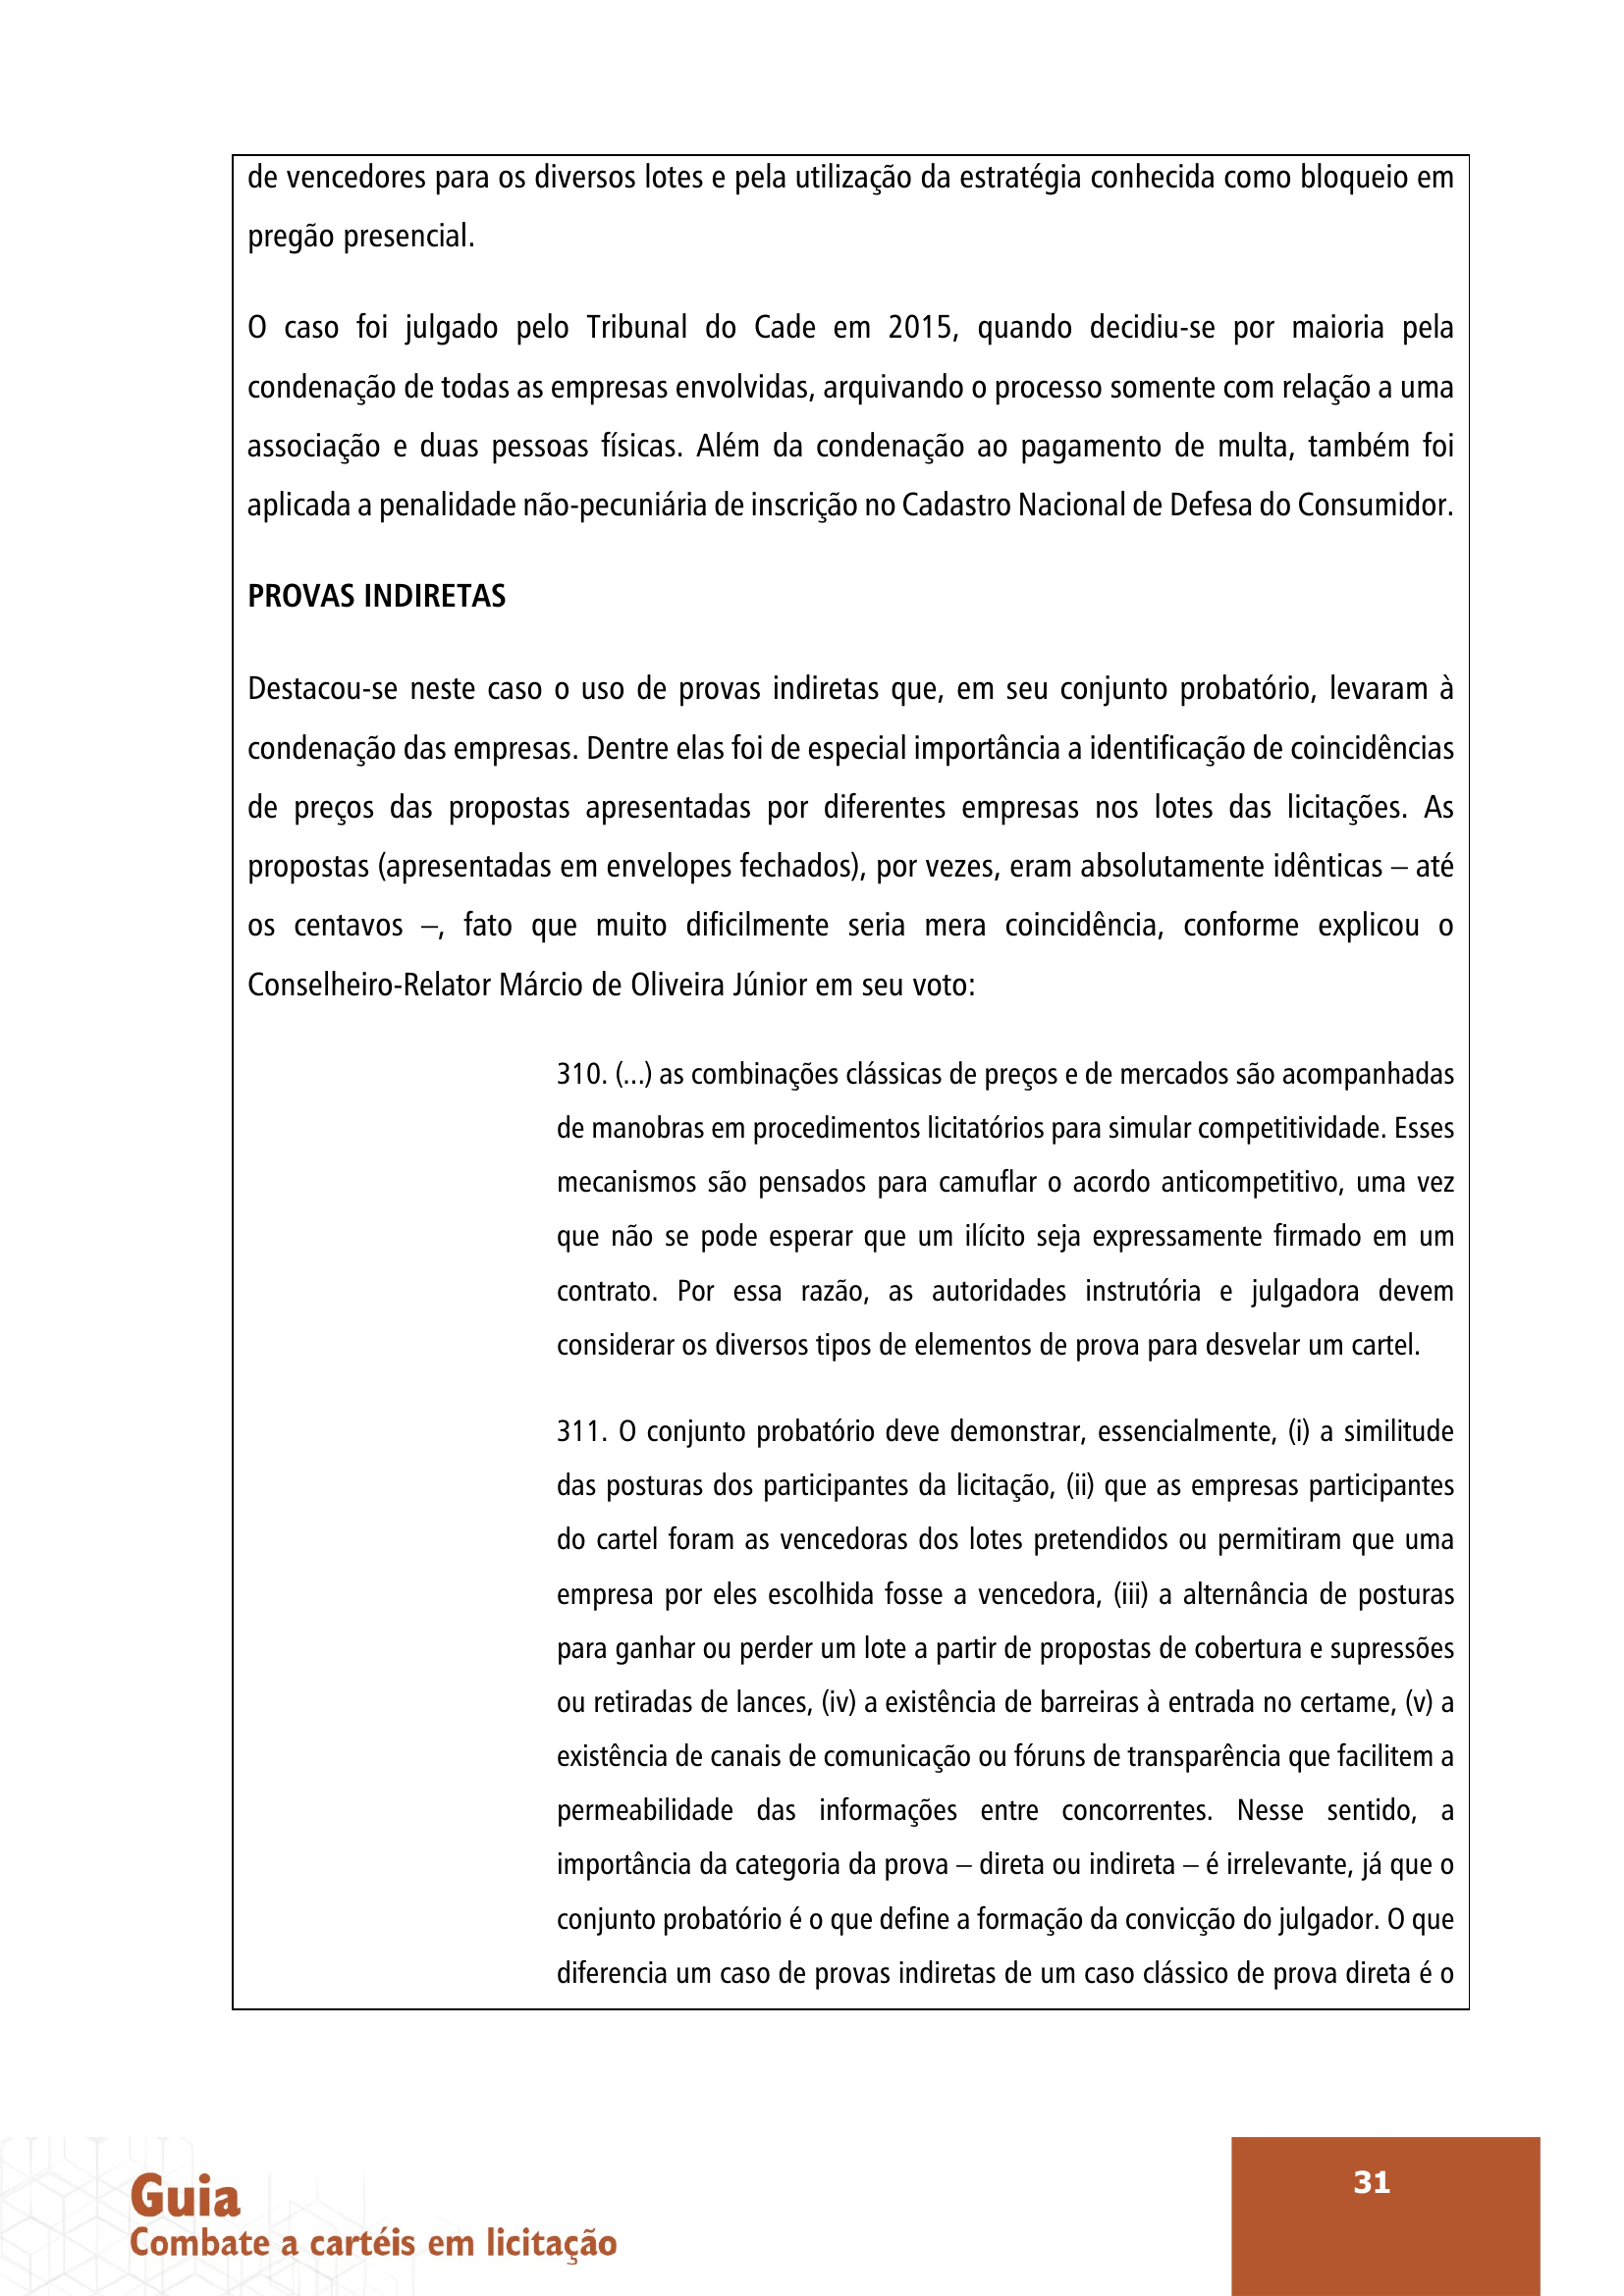 de vencedores para os diversos lotes e pela utilização da estratégia conhecida como bloqueio em
pregão presencial.
O caso foi julgado pelo Tribunal do Cade em 2015, quando decidiu-se por maioria pela
condenação de todas as empresas envolvidas, arquivando o processo somente com relação a uma
associação e duas pessoas físicas. Além da condenação ao pagamento de multa, também foi
aplicada a penalidade não-pecuniária de inscrição no Cadastro Nacional de Defesa do Consumidor.
PROVAS INDIRETAS
Destacou-se neste caso o uso de provas indiretas que, em seu conjunto probatório, levaram à
condenação das empresas. Dentre elas foi de especial importância a identificação de coincidências
de preços das propostas apresentadas por diferentes empresas nos lotes das licitações. As
propostas (apresentadas em envelopes fechados), por vezes, eram absolutamente idênticas – até
os centavos –, fato que muito dificilmente seria mera coincidência, conforme explicou o
Conselheiro-Relator Márcio de Oliveira Júnior em seu voto:
310. (...) as combinações clássicas de preços e de mercados são acompanhadas
de manobras em procedimentos licitatórios para simular competitividade. Esses
mecanismos são pensados para camuflar o acordo anticompetitivo, uma vez
que não se pode esperar que um ilícito seja expressamente firmado em um
contrato. Por essa razão, as autoridades instrutória e julgadora devem
considerar os diversos tipos de elementos de prova para desvelar um cartel.
311. O conjunto probatório deve demonstrar, essencialmente, (i) a similitude
das posturas dos participantes da licitação, (ii) que as empresas participantes
do cartel foram as vencedoras dos lotes pretendidos ou permitiram que uma
empresa por eles escolhida fosse a vencedora, (iii) a alternância de posturas
para ganhar ou perder um lote a partir de propostas de cobertura e supressões
ou retiradas de lances, (iv) a existência de barreiras à entrada no certame, (v) a
existência de canais de comunicação ou fóruns de transparência que facilitem a
permeabilidade das informações entre concorrentes. Nesse sentido, a
importância da categoria da prova – direta ou indireta – é irrelevante, já que o
conjunto probatório é o que define a formação da convicção do julgador. O que
diferencia um caso de provas indiretas de um caso clássico de prova direta é o
Guia
Combate a cartéis em licitação
31